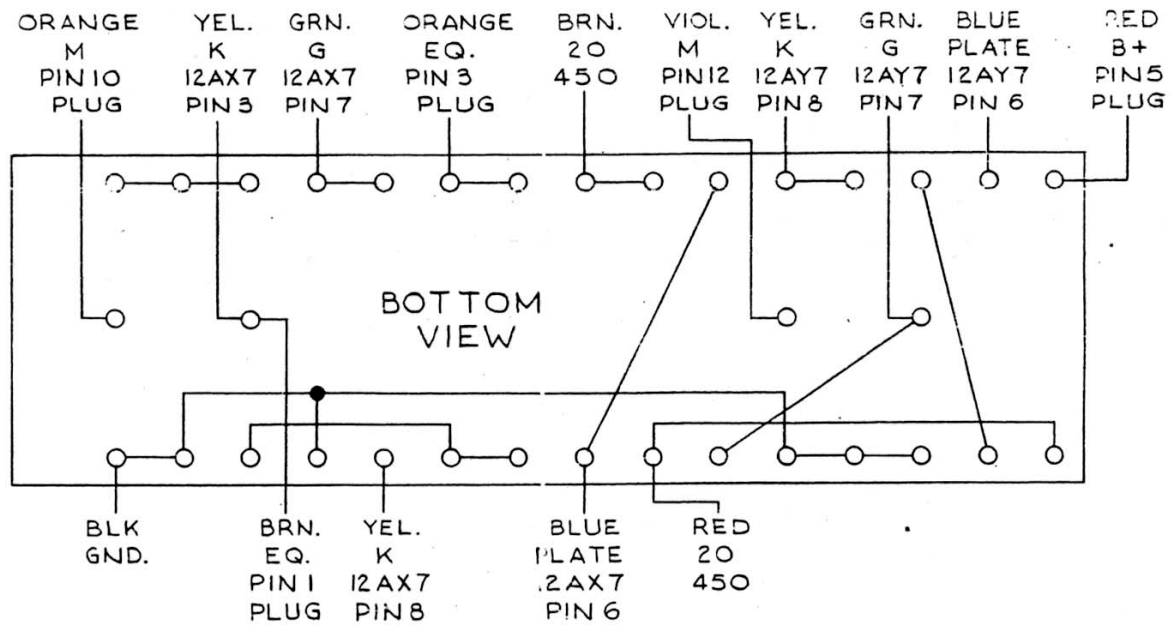 ORANGE
M
PIN 10
PLUG
YEL.
K
12AX7
PIN 3
GRN.
G
12AX7
PIN 7
ORANGE
EQ.
PIN 3
PLUG
BRN.
20
450
VIOL.
M
PIN 12
PLUG
YEL.
K
12AY7
PIN 8
GRN.
G
12AY7
PIN 7
BLUE
PLATE
12AY7
PIN 6
RED
B+
PIN 5
PLUG
BOTTOM
VIEW
BLK
GND.
BRN.
EQ.
PIN 1
PLUG
YEL.
K
12AX7
PIN 8
BLUE
PLATE
12AX7
PIN 6
RED
20
450